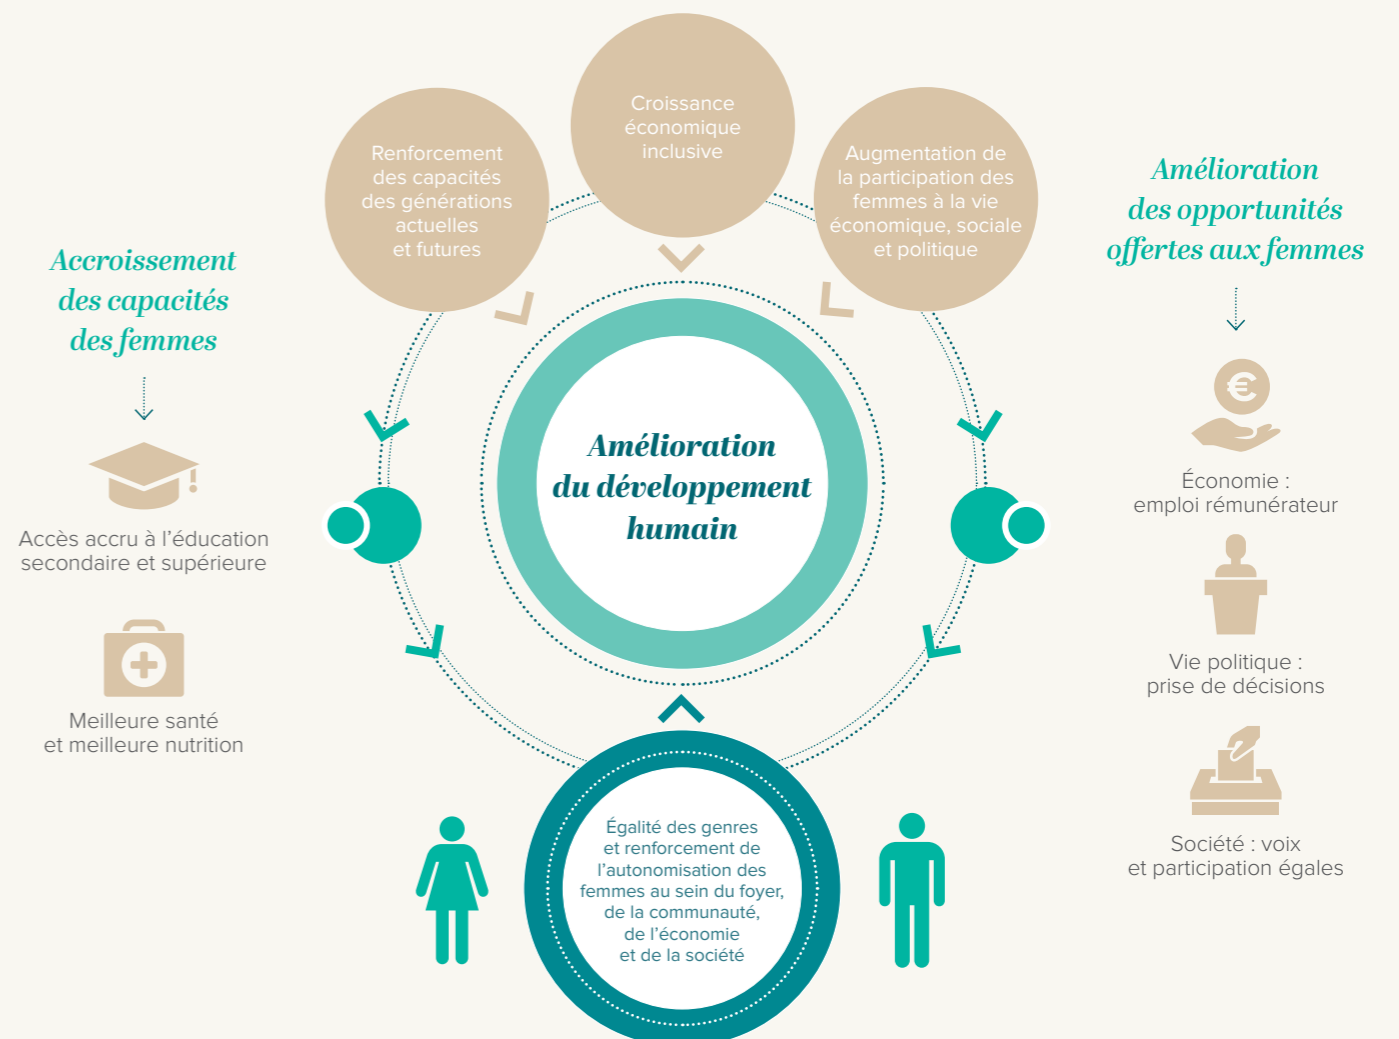 Croissance
économique
inclusive
Renforcement
des capacités
des générations
actuelles
et futures
Augmentation de
la participation des
femmes à la vie
économique, sociale
et politique
Accroissement
des capacités
des femmes
Accès accru à l’éducation
secondaire et supérieure
Meilleure santé
et meilleure nutrition
Amélioration
du développement
humain
Égalité des genres
et renforcement de
l’autonomisation des
femmes au sein du foyer,
de la communauté,
de l’économie
et de la société
Amélioration
des opportunités
offertes aux femmes
€
Économie :
emploi rémunérateur
Vie politique :
prise de décisions
Société : voix
et participation égales